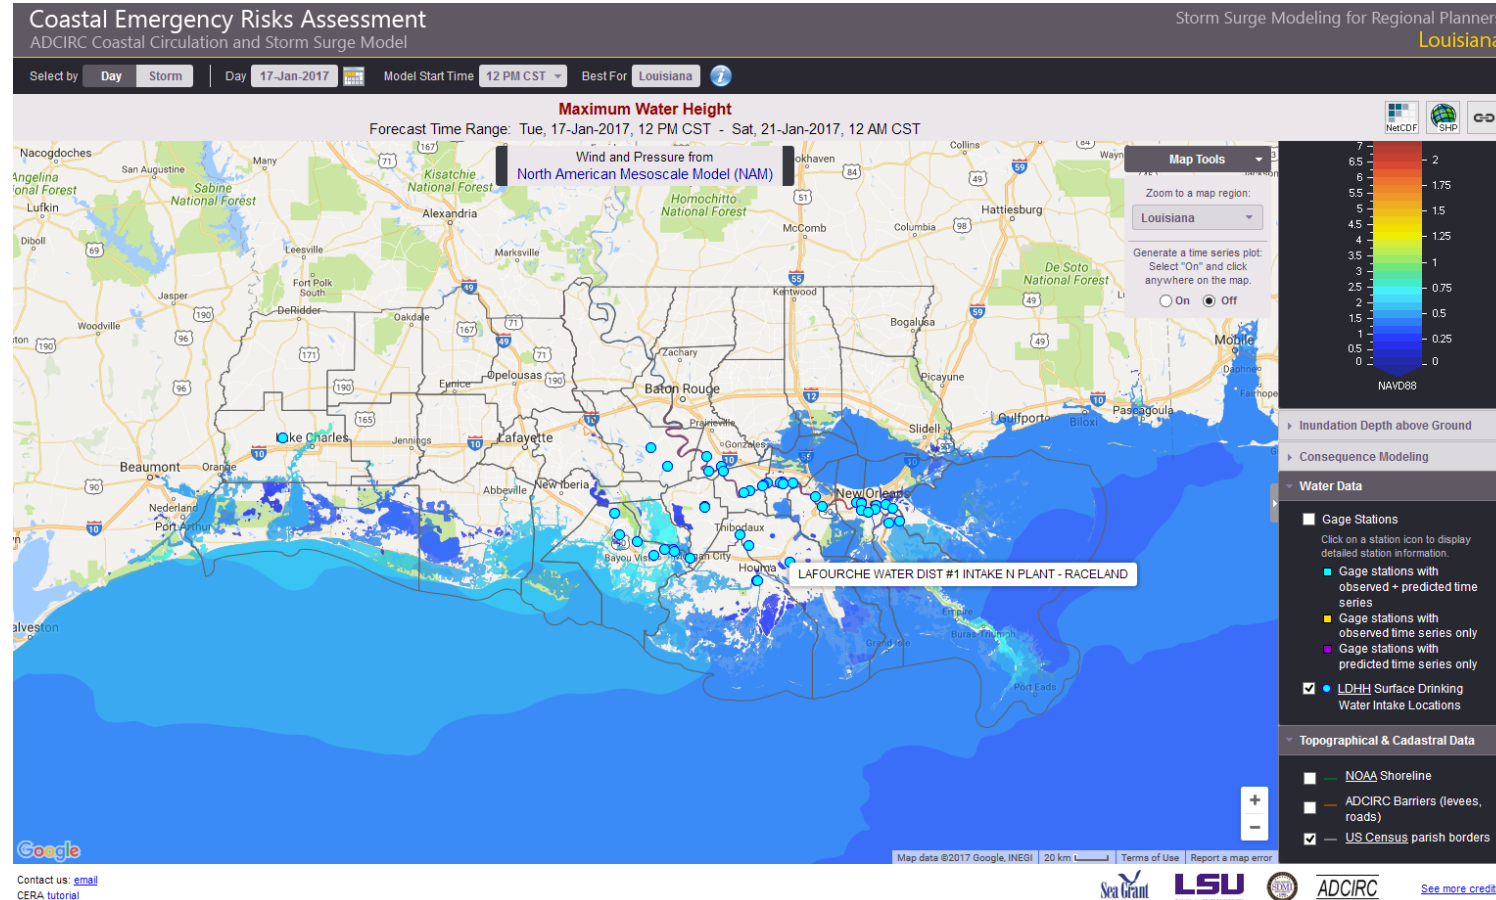 Coastal Emergency Risks Assessment
Storm Surge Modeling for Regional Planners
ADCIRC Coastal Circulation and Storm Surge Model
Louisiana
Select by Day Storm Day 17-Jan-2017 Model Start Time 12 PM CST Best For Louisiana
Maximum Water Height
Forecast Time Range: Tue, 17-Jan-2017, 12 PM CST - Sat, 21-Jan-2017, 12 AM CST
NetCDF SHP
Wind and Pressure from
North American Mesoscale Model (NAM)
Map Tools
Zoom to a map region:
Louisiana
Generate a time series plot:
Select "On" and click
anywhere on the map.
On Off
Nacogdoches
San Augustine
Many
Angelina
Sabine
National Forest
Lufkin
Kisatchie
National Forest
Homochitto
National Forest
Collins
Hattiesburg
Alexandria
McComb
Columbia
Diboll
Leesville
Marksville
Fort Polk
South
De Soto
National Forest
Jasper
DeRidder
Oakdale
Kentwood
Woodville
Bogalusa
Mobile
Zachary
Daphne
Eunice
Opelousas
Baton Rouge
Picayune
Fairhope
Prairieville
Gulfport
Biloxi
Pascagoula
Lake Charles
Jennings
Lafayette
Gonzales
Slidell
Beaumont
Orange
Abbeville
New Iberia
New Orleans
Nederland
Port Arthur
Thibodaux
Bayou Vista
Morgan City
Houma
LAFOURCHE WATER DIST #1 INTAKE N PLANT - RACELAND
Empire
Buras-Triumph
Grand Isle
Port Eads
Google
Map data ©2017 Google, INEGI 20 km Terms of Use Report a map error
7
6.5 2
6 1.75
5.5
5 1.5
4.5
4 1.25
3.5 1
3
2.5 0.75
2
1.5 0.5
1 0.25
0.5
0 0
NAVD88
Inundation Depth above Ground
Consequence Modeling
Water Data
Gage Stations
Click on a station icon to display
detailed station information.
Gage stations with
observed + predicted time
series
Gage stations with
observed time series only
Gage stations with
predicted time series only
LDHH Surface Drinking
Water Intake Locations
Topographical & Cadastral Data
NOAA Shoreline
ADCIRC Barriers (levees,
roads)
US Census parish borders
Contact us: email
CERA tutorial
Sea Grant
LSU
SDMI
ADCIRC
See more credit